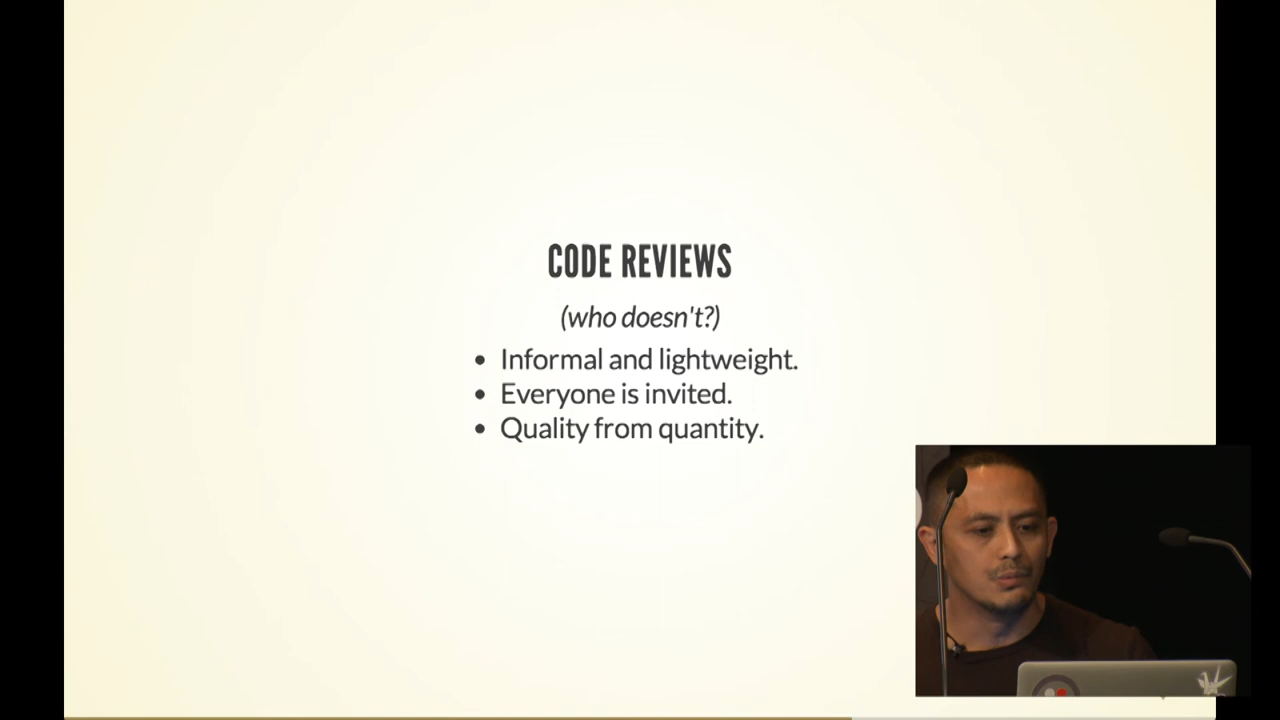 CODE REVIEWS
(who doesn't?)
• Informal and lightweight.
• Everyone is invited.
• Quality from quantity.